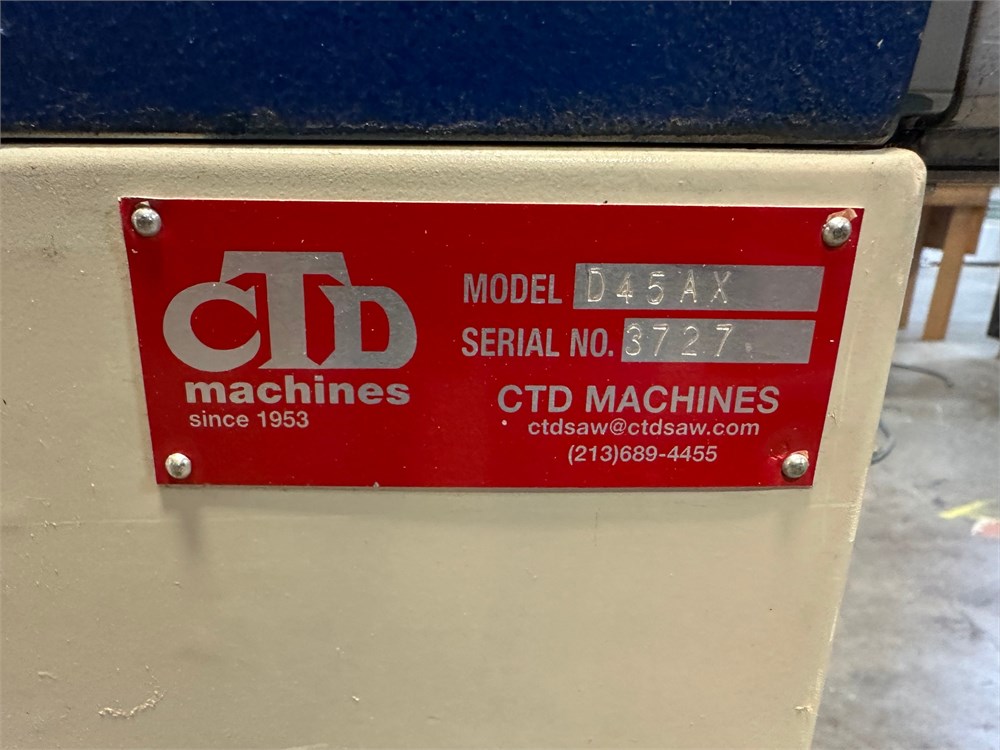 CTD
machines
since 1953
MODEL D45AX
SERIAL NO. 3727
CTD MACHINES
ctdsaw@ctdsaw.com
(213)689-4455